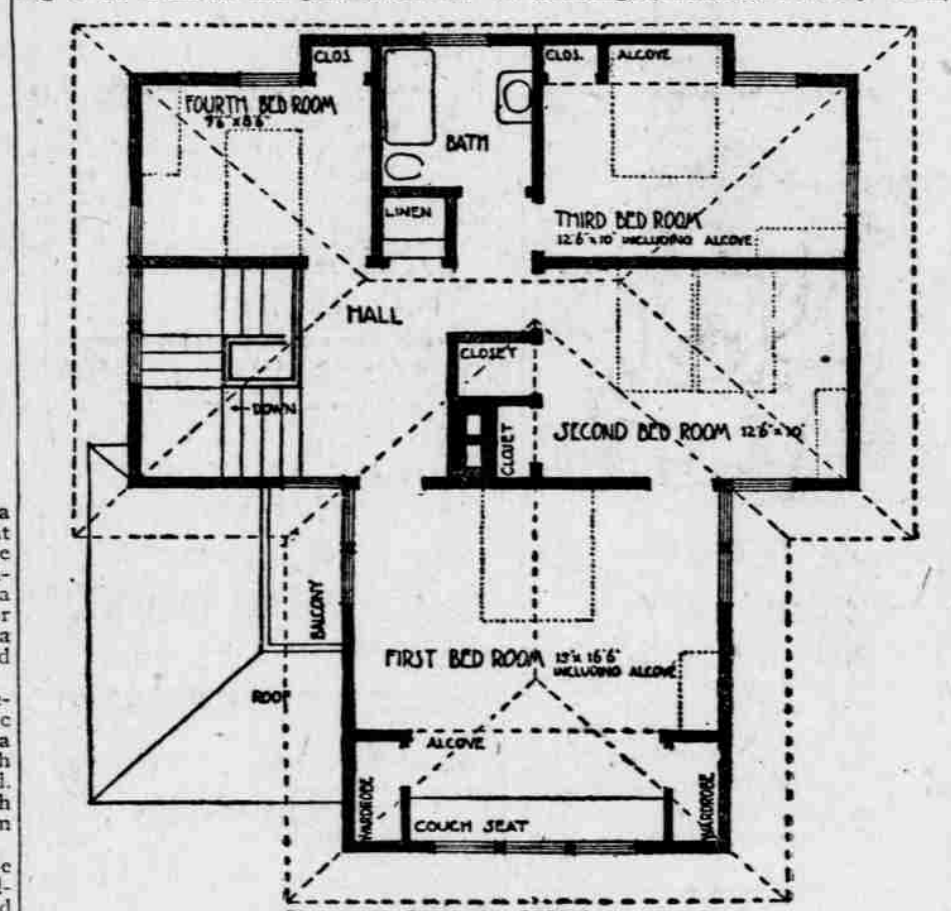 CLOS.
CLOS.
ALCOVE
FOURTH BED ROOM
9'6" x 8'6"
BATH
LINEN
THIRD BED ROOM
12'6" x 10' INCLUDING ALCOVE
HALL
CLOSET
DOWN
CLOSET
SECOND BED ROOM 12'6" x 10'
BALCONY
FIRST BED ROOM 13' x 16'6"
INCLUDING ALCOVE
ROOF
ALCOVE
WARDROBE
WARDROBE
COUCH SEAT